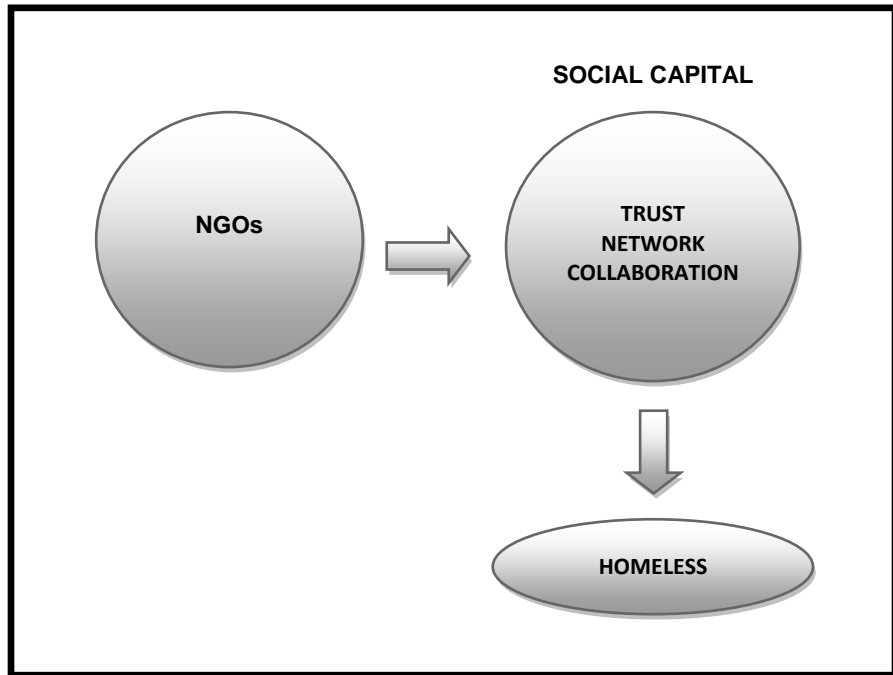 SOCIAL CAPITAL
NGOs
TRUST
NETWORK
COLLABORATION
HOMELESS